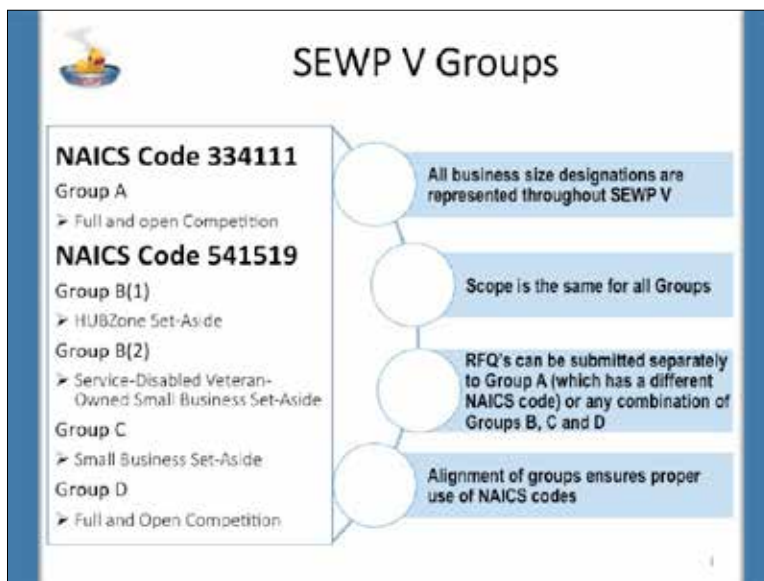 SEWP V Groups
NAICS Code 334111
Group A
➢ Full and open Competition
NAICS Code 541519
Group B(1)
➢ HUBZone Set-Aside
Group B(2)
➢ Service-Disabled Veteran-
Owned Small Business Set-Aside
Group C
➢ Small Business Set-Aside
Group D
➢ Full and Open Competition
All business size designations are
represented throughout SEWP V
Scope is the same for all Groups
RFQ's can be submitted separately
to Group A (which has a different
NAICS code) or any combination of
Groups B, C and D
Alignment of groups ensures proper
use of NAICS codes